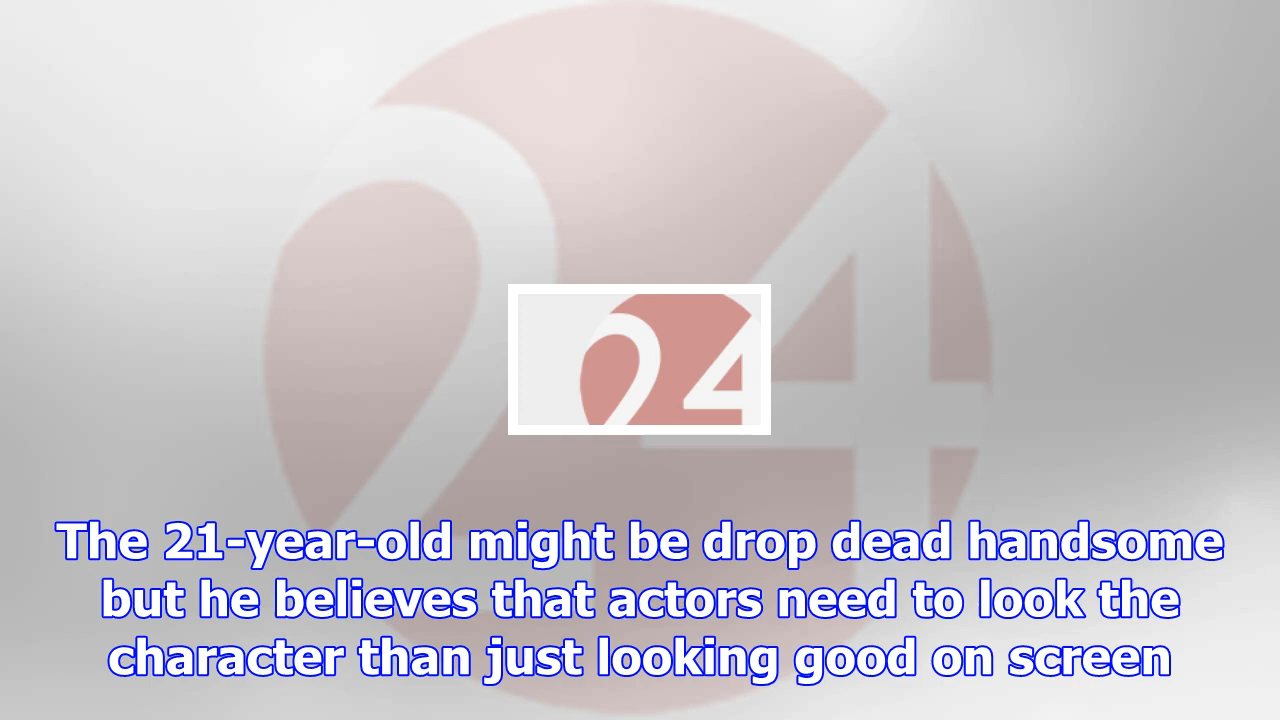 24
24
The 21-year-old might be drop dead handsome
but he believes that actors need to look the
character than just looking good on screen